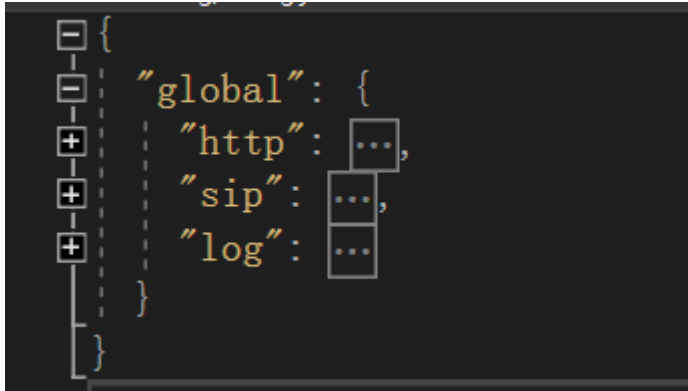 {
"global": {
"http": ...,
"sip": ...,
"log": ...
}
}